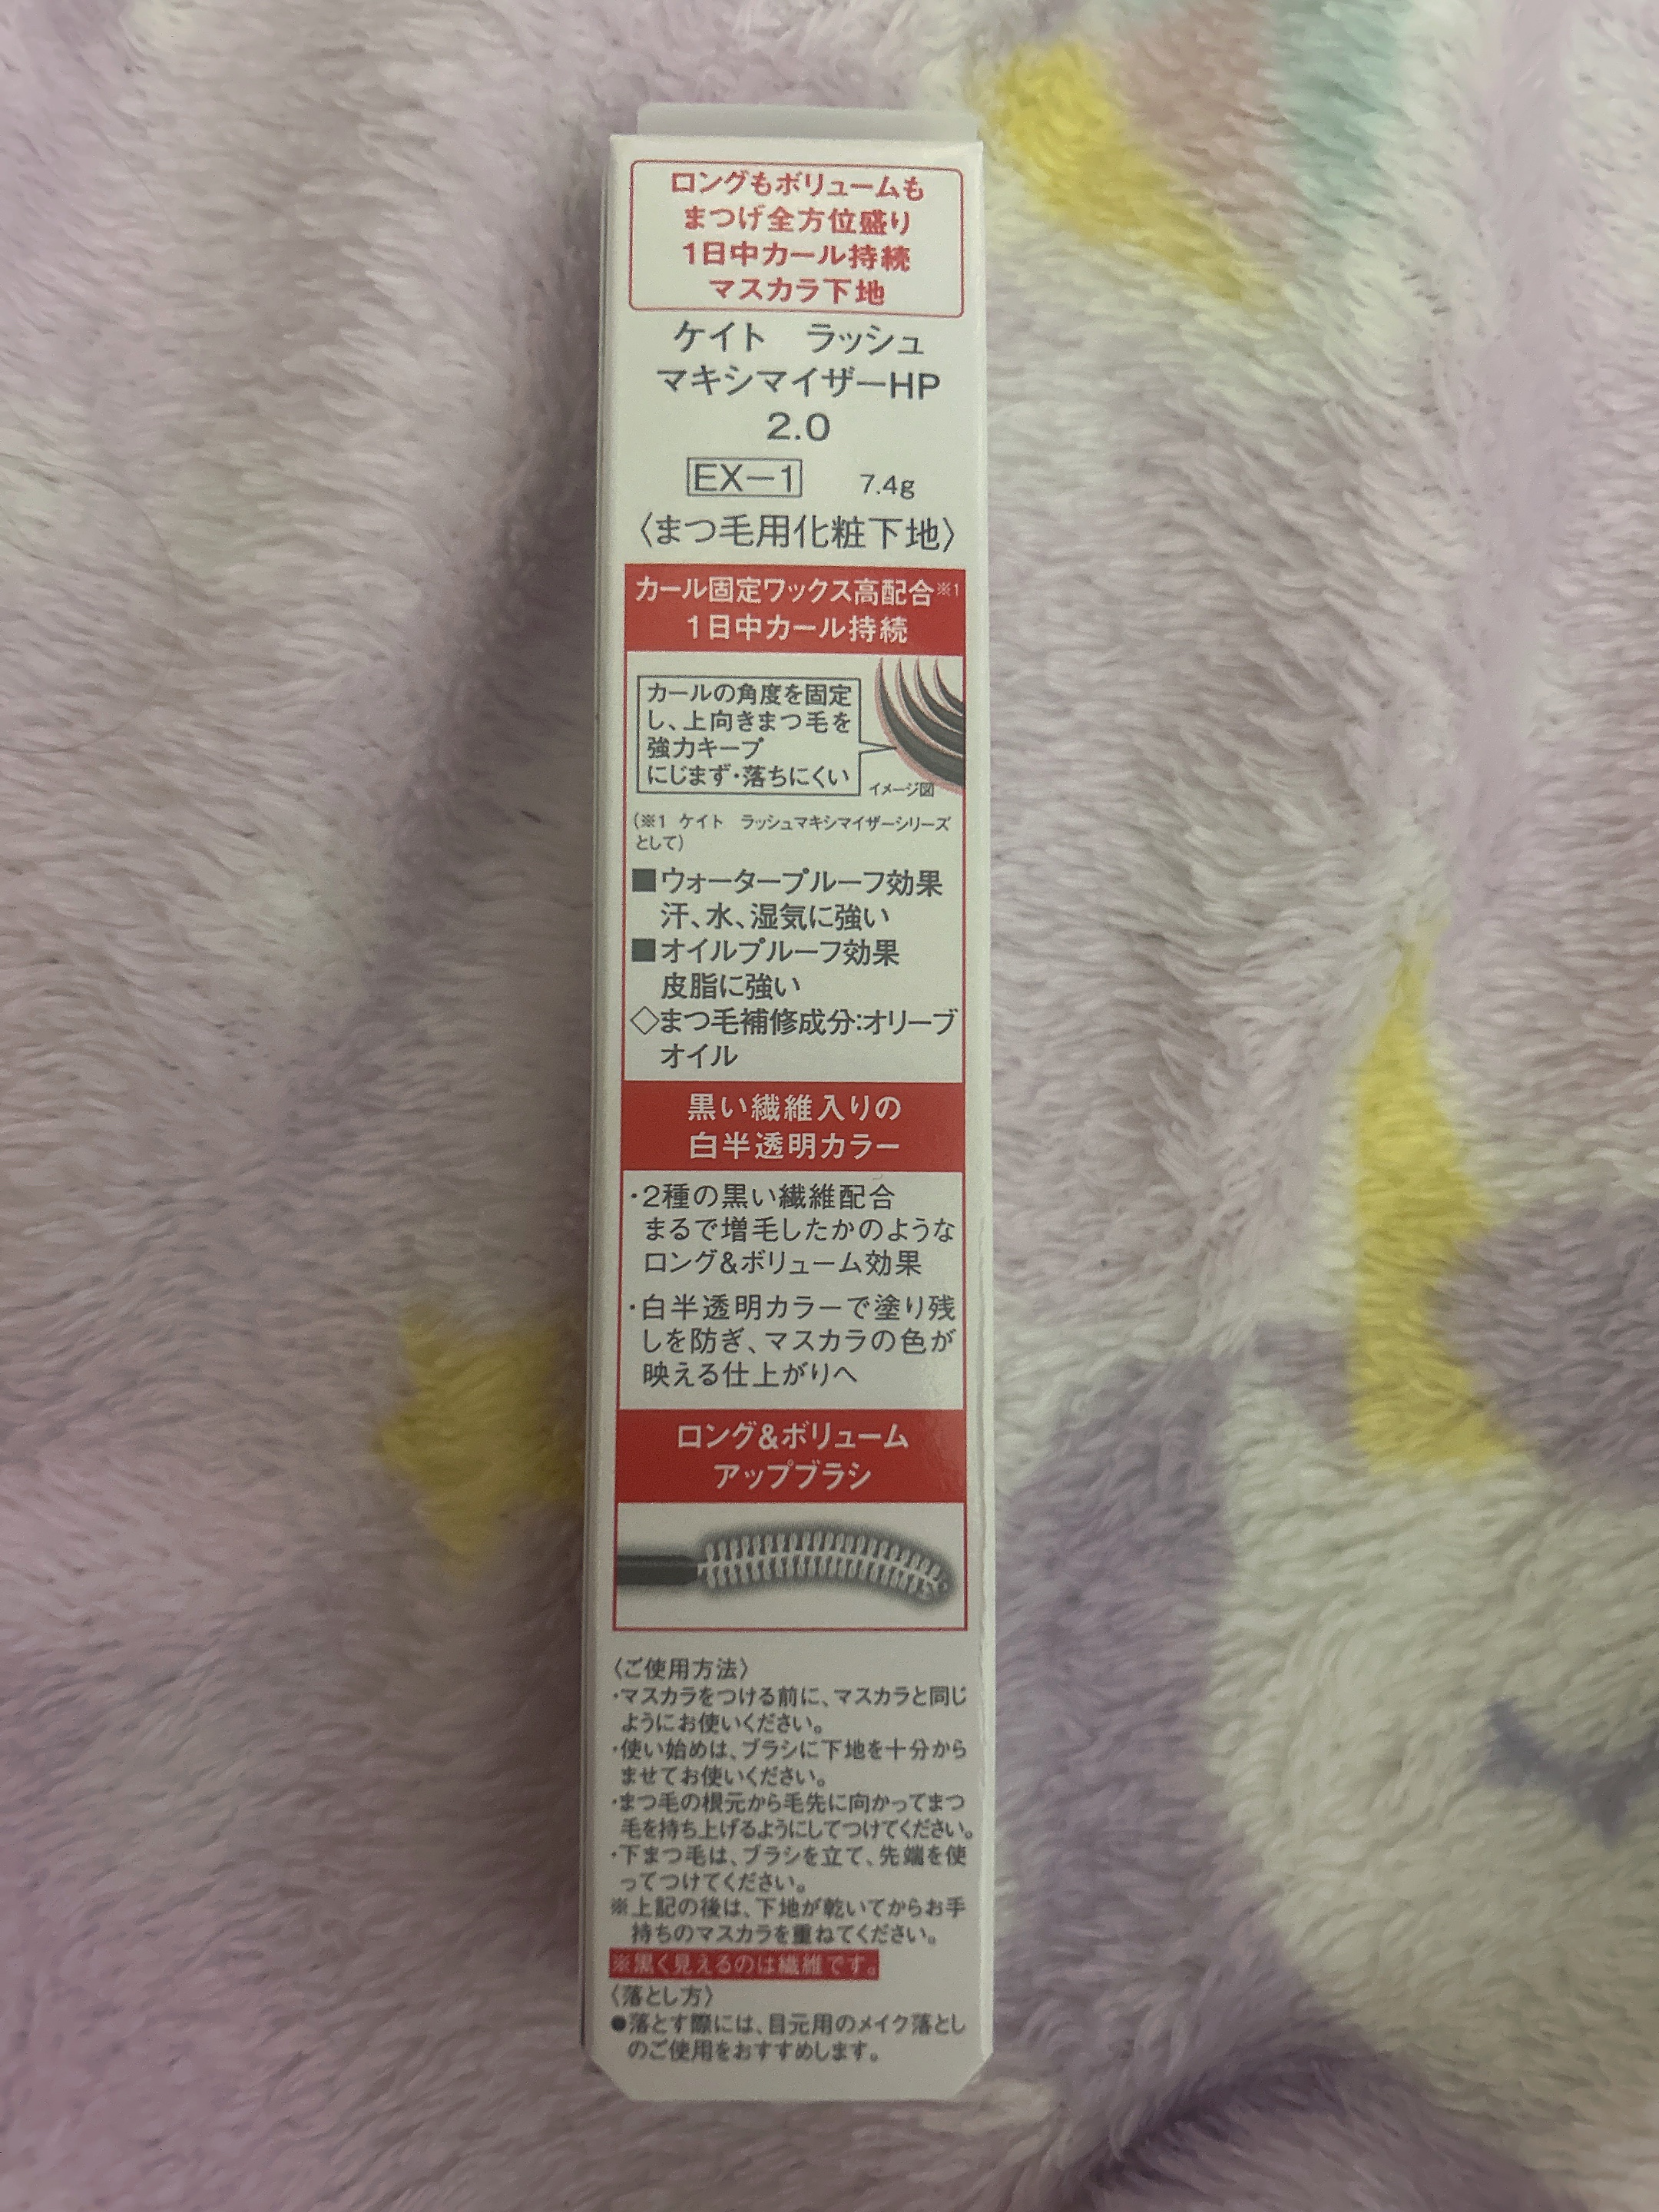 ロングもボリュームも
まつげ全方位盛り
1日中カール持続
マスカラ下地
ケイト ラッシュ
マキシマイザーHP
2.0
EX-1 7.4g
〈まつ毛用化粧下地〉
カール固定ワックス高配合※1
1日中カール持続
カールの角度を固定
し、上向きまつ毛を
強力キープ
にじまず・落ちにくい
イメージ図
(※1 ケイト ラッシュマキシマイザーシリーズ
として)
■ウォータープルーフ効果
汗、水、湿気に強い
■オイルプルーフ効果
皮脂に強い
◇まつ毛補修成分:オリーブ
オイル
黒い繊維入りの
白半透明カラー
・2種の黒い繊維配合
まるで増毛したかのような
ロング&ボリューム効果
・白半透明カラーで塗り残
しを防ぎ、マスカラの色が
映える仕上がりへ
ロング&ボリューム
アップブラシ
〈ご使用方法〉
・マスカラをつける前に、マスカラと同じ
ようにお使いください。
・使い始めは、ブラシに下地を十分から
ませてお使いください。
・まつ毛の根元から毛先に向かってまつ
毛を持ち上げるようにしてつけてください。
・下まつ毛は、ブラシを立て、先端を使
ってつけてください。
※上記の後は、下地が乾いてからお手
持ちのマスカラを重ねてください。
※黒く見えるのは繊維です。
〈落とし方〉
●落とす際には、目元用のメイク落とし
のご使用をおすすめします。